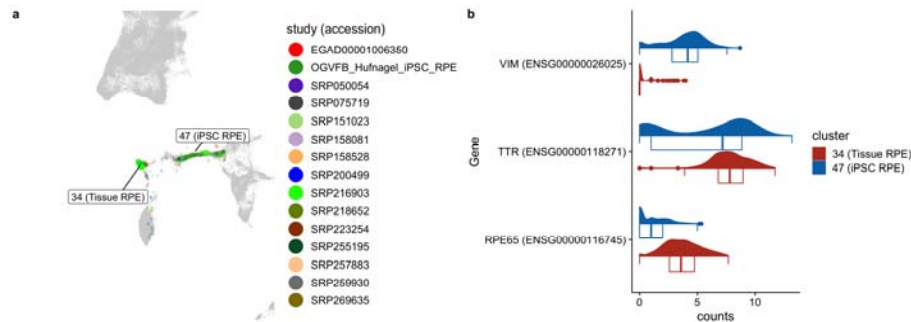 a
study (accession)
EGAD00001006350
OGVFB_Hufnagel_iPSC_RPE
SRP050054
SRP075719
SRP151023
SRP158081
SRP158528
SRP200499
SRP216903
SRP218652
SRP223254
SRP255195
SRP257883
SRP259930
SRP269635
47 (iPSC RPE)
34 (Tissue RPE)
b
VIM (ENSG00000026025)
TTR (ENSG00000118271)
RPE65 (ENSG00000116745)
Gene
0
5
10
counts
cluster
34 (Tissue RPE)
47 (iPSC RPE)